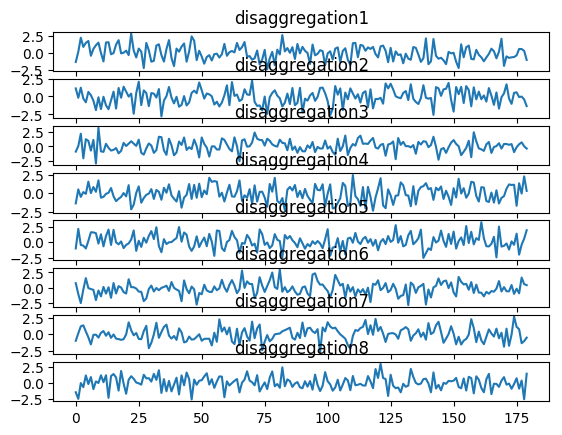 disaggregation1
2.5
0.0
−2.5
disaggregation2
2.5
0.0
−2.5
disaggregation3
2.5
0.0
−2.5
disaggregation4
2.5
0.0
−2.5
disaggregation5
2.5
0.0
−2.5
disaggregation6
2.5
0.0
−2.5
disaggregation7
2.5
0.0
−2.5
disaggregation8
2.5
0.0
−2.5
0 25 50 75 100 125 150 175